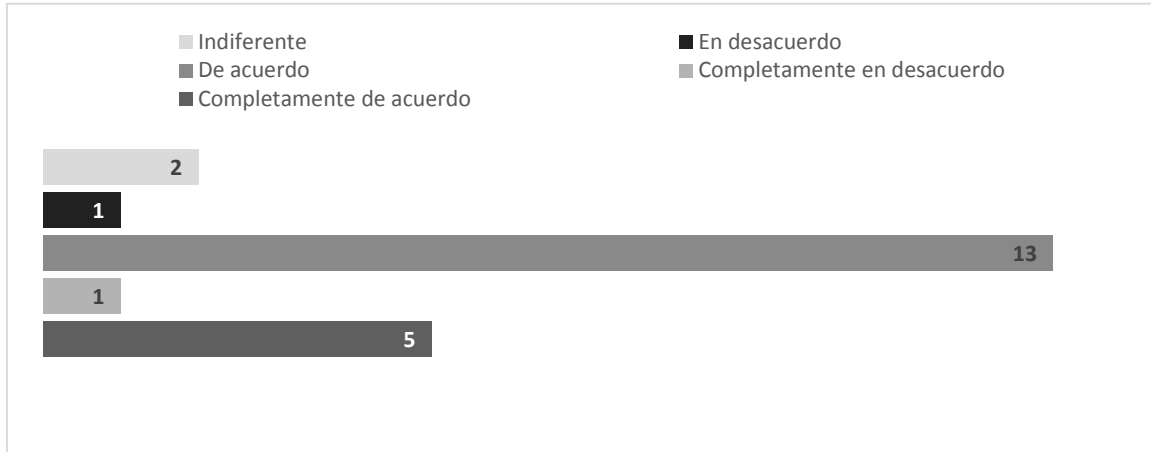 Indiferente
En desacuerdo
De acuerdo
Completamente en desacuerdo
Completamente de acuerdo
2
1
13
1
5